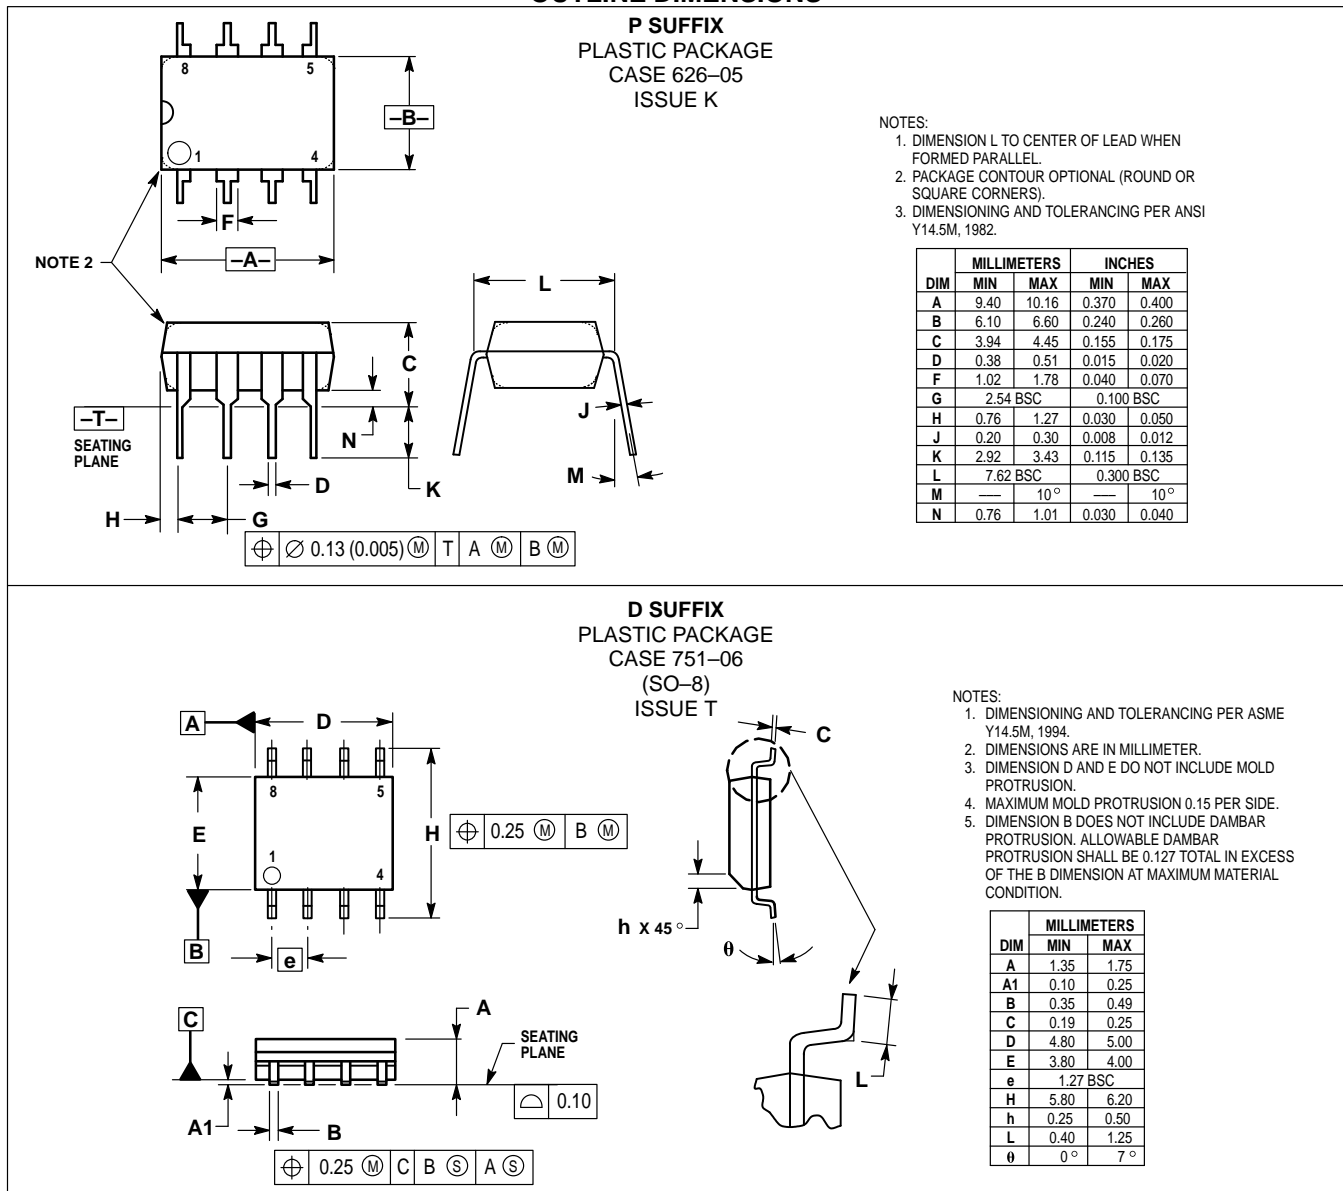 OUTLINE DIMENSIONS
P SUFFIX
PLASTIC PACKAGE
CASE 626–05
ISSUE K
8 5
–B–
1 4
F
–A–
NOTE 2
L
C
J
–T–
SEATING
PLANE
N
M
D
K
H
G
⌖ ∅ 0.13 (0.005) Ⓜ T A Ⓜ B Ⓜ
NOTES:
1. DIMENSION L TO CENTER OF LEAD WHEN
FORMED PARALLEL.
2. PACKAGE CONTOUR OPTIONAL (ROUND OR
SQUARE CORNERS).
3. DIMENSIONING AND TOLERANCING PER ANSI
Y14.5M, 1982.
MILLIMETERS INCHES
DIM MIN MAX MIN MAX
A 9.40 10.16 0.370 0.400
B 6.10 6.60 0.240 0.260
C 3.94 4.45 0.155 0.175
D 0.38 0.51 0.015 0.020
F 1.02 1.78 0.040 0.070
G 2.54 BSC 0.100 BSC
H 0.76 1.27 0.030 0.050
J 0.20 0.30 0.008 0.012
K 2.92 3.43 0.115 0.135
L 7.62 BSC 0.300 BSC
M ––– 10° ––– 10°
N 0.76 1.01 0.030 0.040
D SUFFIX
PLASTIC PACKAGE
CASE 751–06
(SO–8)
ISSUE T
A
D
8 5
E
H
⌖ 0.25 Ⓜ B Ⓜ
1
4
B
e
C
h X 45°
θ
C
A
SEATING
PLANE
⌓ 0.10
A1
B
L
⌖ 0.25 Ⓜ C B Ⓢ A Ⓢ
NOTES:
1. DIMENSIONING AND TOLERANCING PER ASME
Y14.5M, 1994.
2. DIMENSIONS ARE IN MILLIMETER.
3. DIMENSION D AND E DO NOT INCLUDE MOLD
PROTRUSION.
4. MAXIMUM MOLD PROTRUSION 0.15 PER SIDE.
5. DIMENSION B DOES NOT INCLUDE DAMBAR
PROTRUSION. ALLOWABLE DAMBAR
PROTRUSION SHALL BE 0.127 TOTAL IN EXCESS
OF THE B DIMENSION AT MAXIMUM MATERIAL
CONDITION.
MILLIMETERS
DIM MIN MAX
A 1.35 1.75
A1 0.10 0.25
B 0.35 0.49
C 0.19 0.25
D 4.80 5.00
E 3.80 4.00
e 1.27 BSC
H 5.80 6.20
h 0.25 0.50
L 0.40 1.25
θ 0° 7°